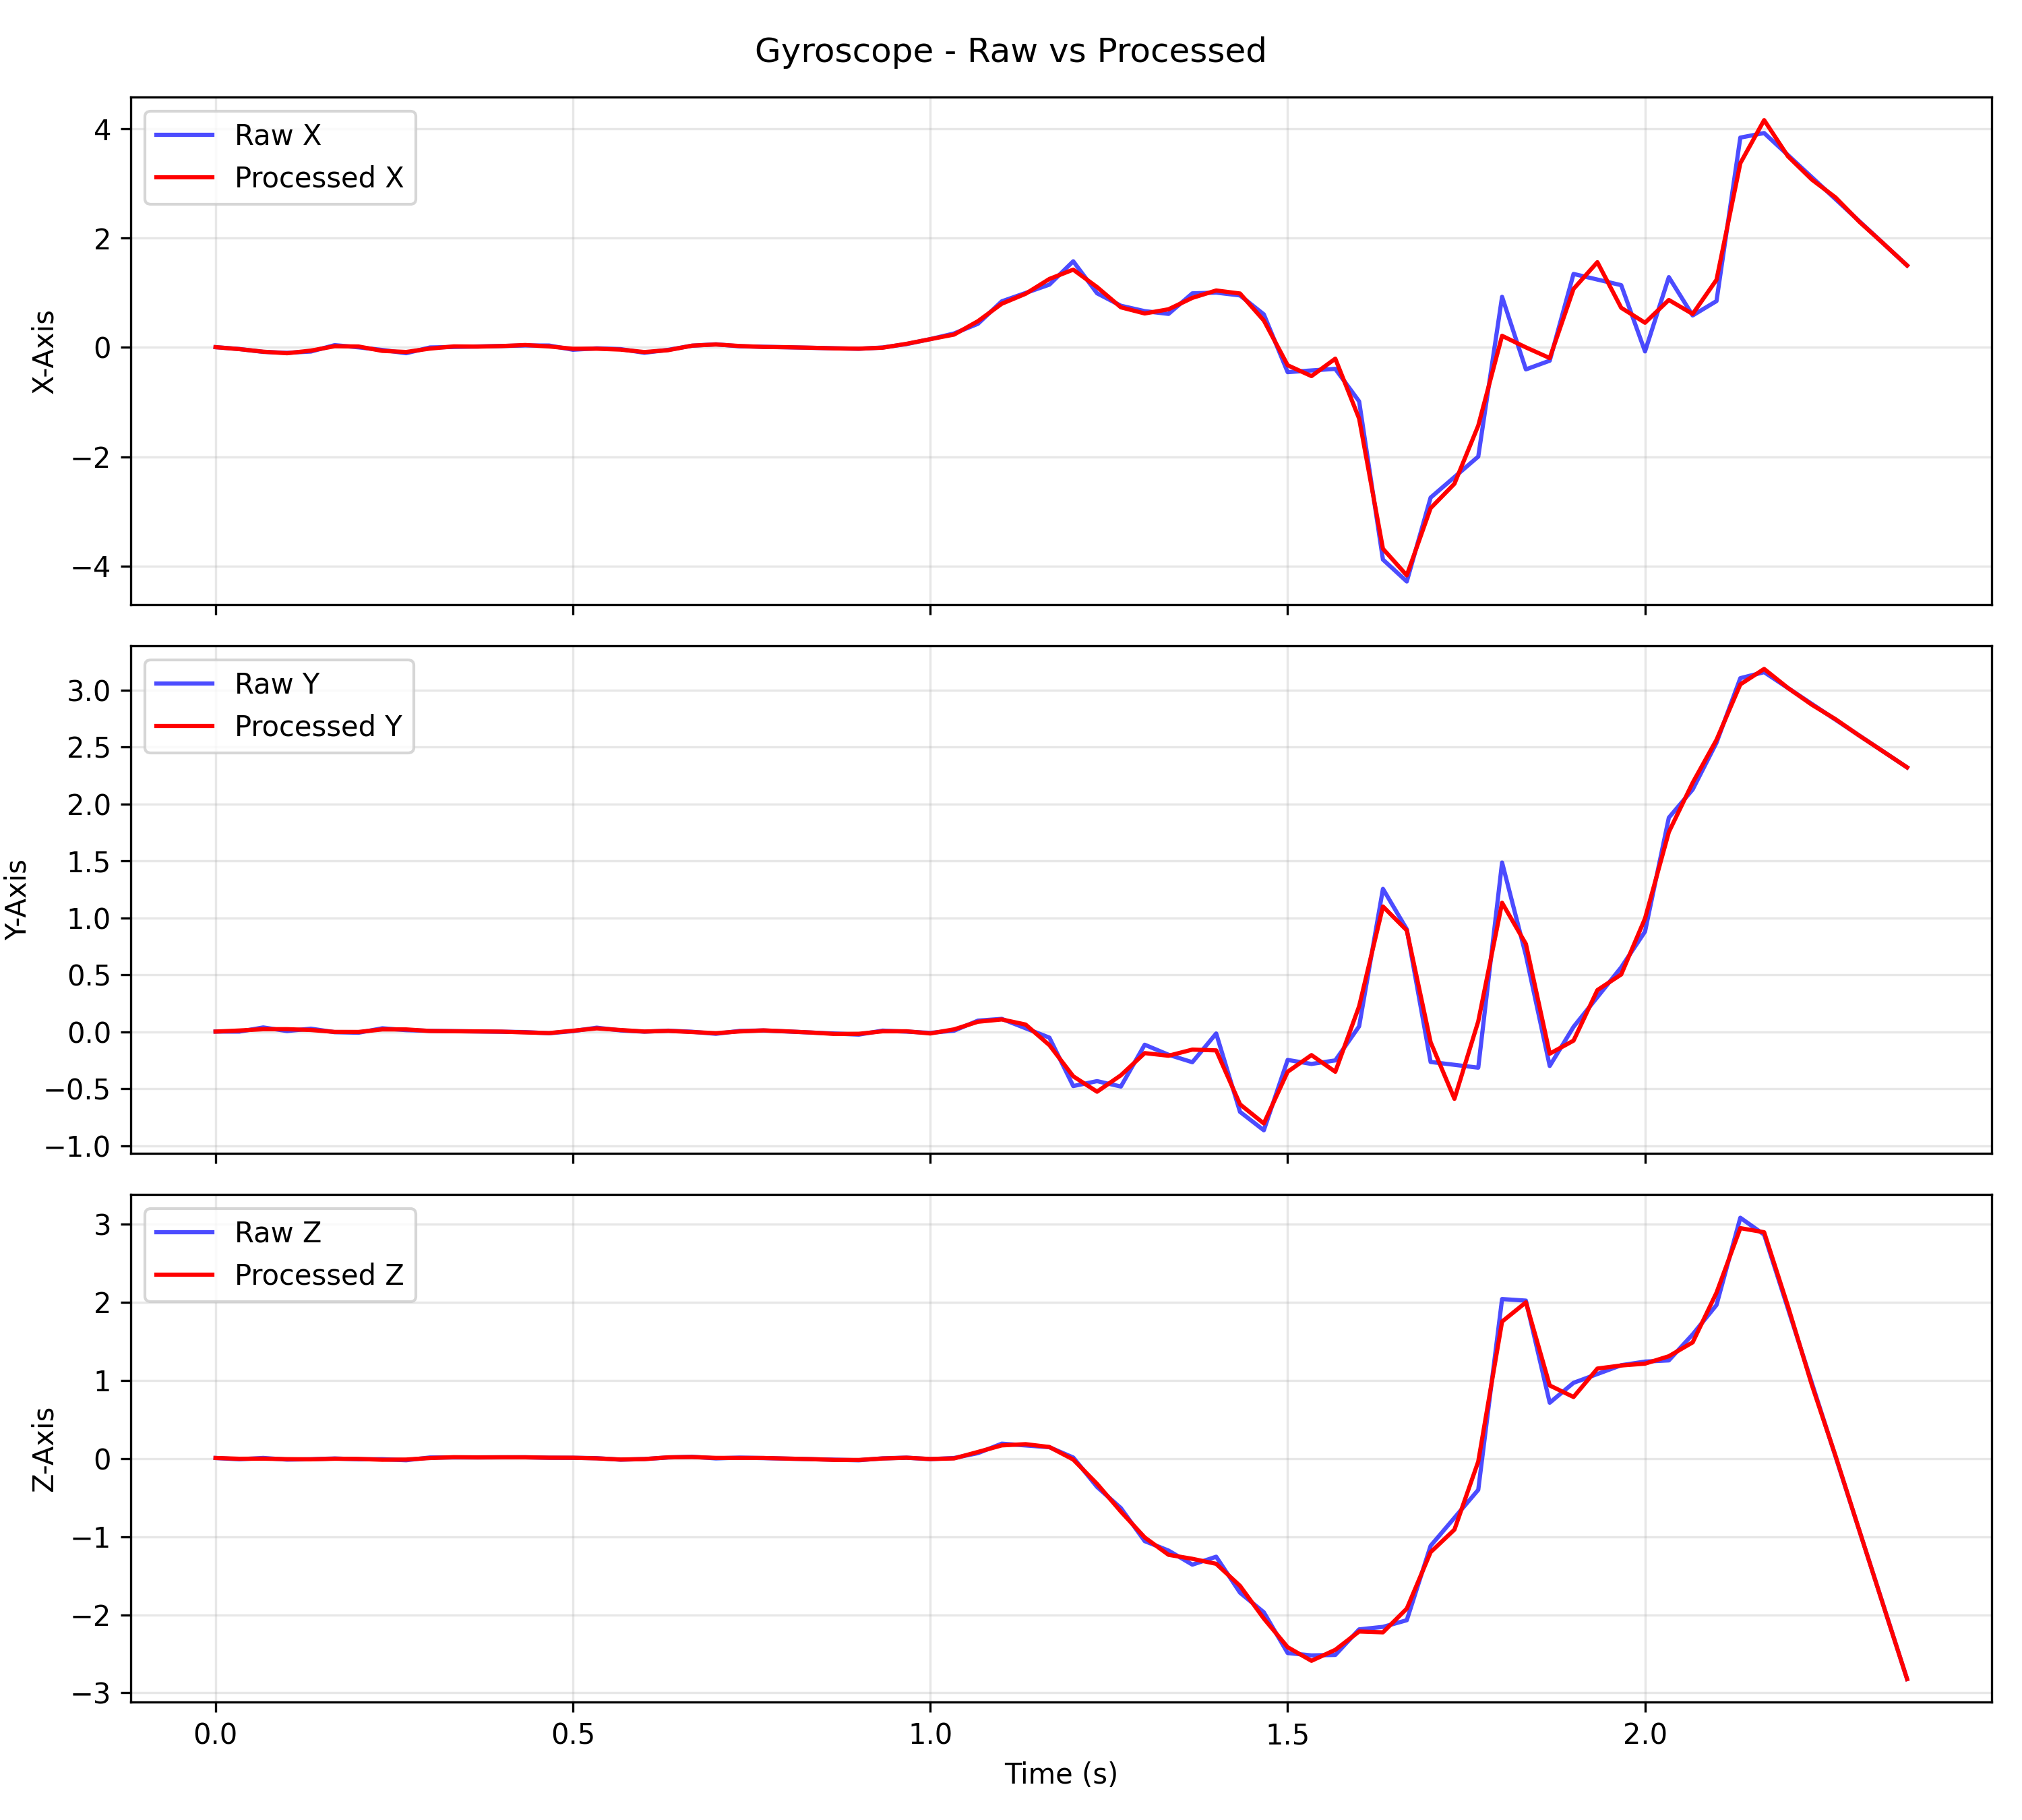 Gyroscope - Raw vs Processed
Raw X
Processed X
4
2
0
−2
−4
X-Axis
Raw Y
Processed Y
3.0
2.5
2.0
1.5
1.0
0.5
0.0
−0.5
−1.0
Y-Axis
Raw Z
Processed Z
3
2
1
0
−1
−2
−3
Z-Axis
0.0 0.5 1.0 1.5 2.0
Time (s)